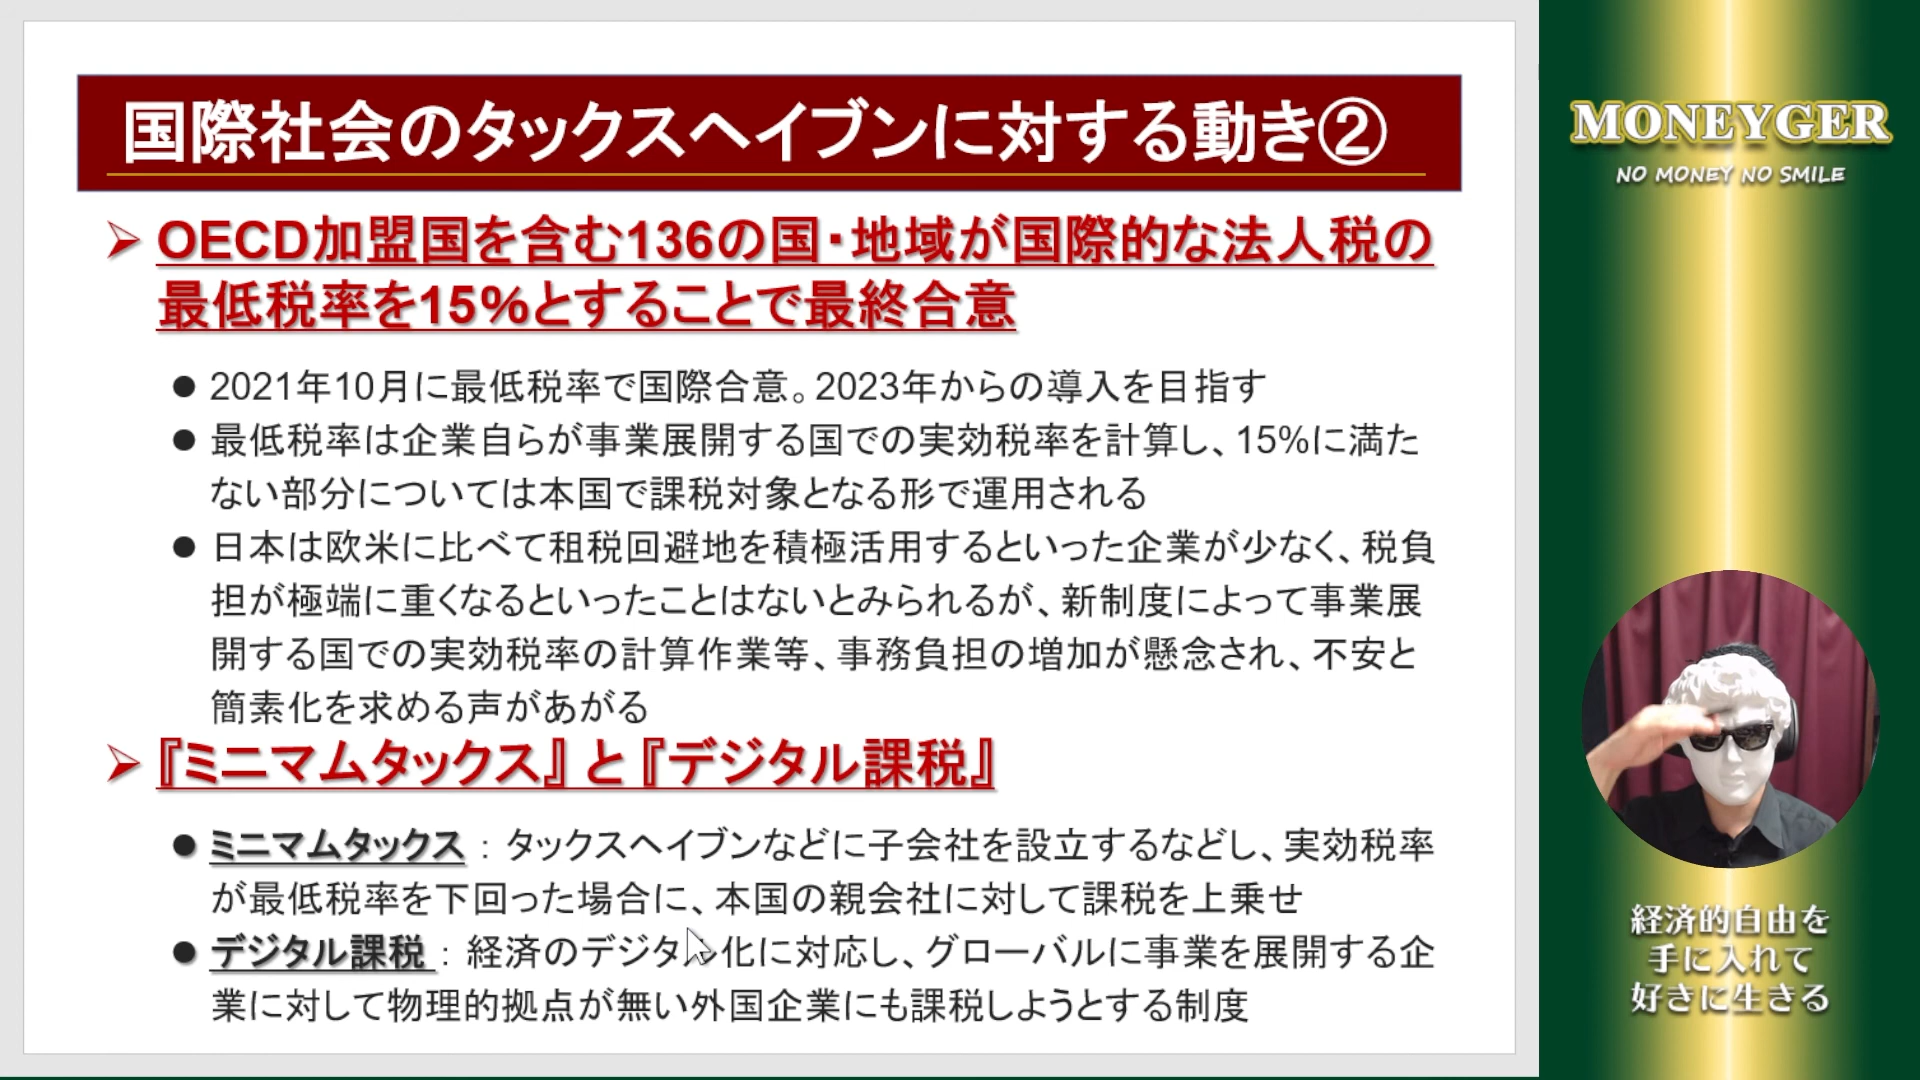 国際社会のタックスヘイブンに対する動き②
OECD加盟国を含む136の国・地域が国際的な法人税の
最低税率を15%とすることで最終合意
2021年10月に最低税率で国際合意。2023年からの導入を目指す
最低税率は企業自らが事業展開する国での実効税率を計算し、15%に満た
ない部分については本国で課税対象となる形で運用される
日本は欧米に比べて租税回避地を積極活用するといった企業が少なく、税負
担が極端に重くなるといったことはないとみられるが、新制度によって事業展
開する国での実効税率の計算作業等、事務負担の増加が懸念され、不安と
簡素化を求める声があがる
『ミニマムタックス』と『デジタル課税』
ミニマムタックス：タックスヘイブンなどに子会社を設立するなどし、実効税率
が最低税率を下回った場合に、本国の親会社に対して課税を上乗せ
デジタル課税：経済のデジタル化に対応し、グローバルに事業を展開する企
業に対して物理的拠点が無い外国企業にも課税しようとする制度
MONEYGER
NO MONEY NO SMILE
経済的自由を
手に入れて
好きに生きる